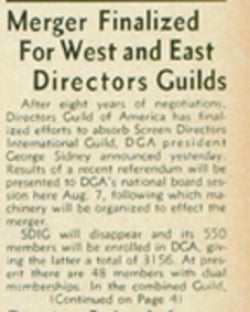 Merger Finalized
For West and East
Directors Guilds
After eight years of negotiations,
Directors Guild of America has final-
ized efforts to absorb Screen Directors
International Guild, DGA president
George Sidney announced yesterday.
Results of a recent referendum will be
presented to DGA's national board ses-
sion here Aug. 7, following which ma-
chinery will be organized to effect the
merger.
SDIG will disappear and its 550
members will be enrolled in DGA, giv-
ing the latter a total of 3156. At pres-
ent there are 48 members with dual
memberships. In the combined Guild,
(Continued on Page 4)